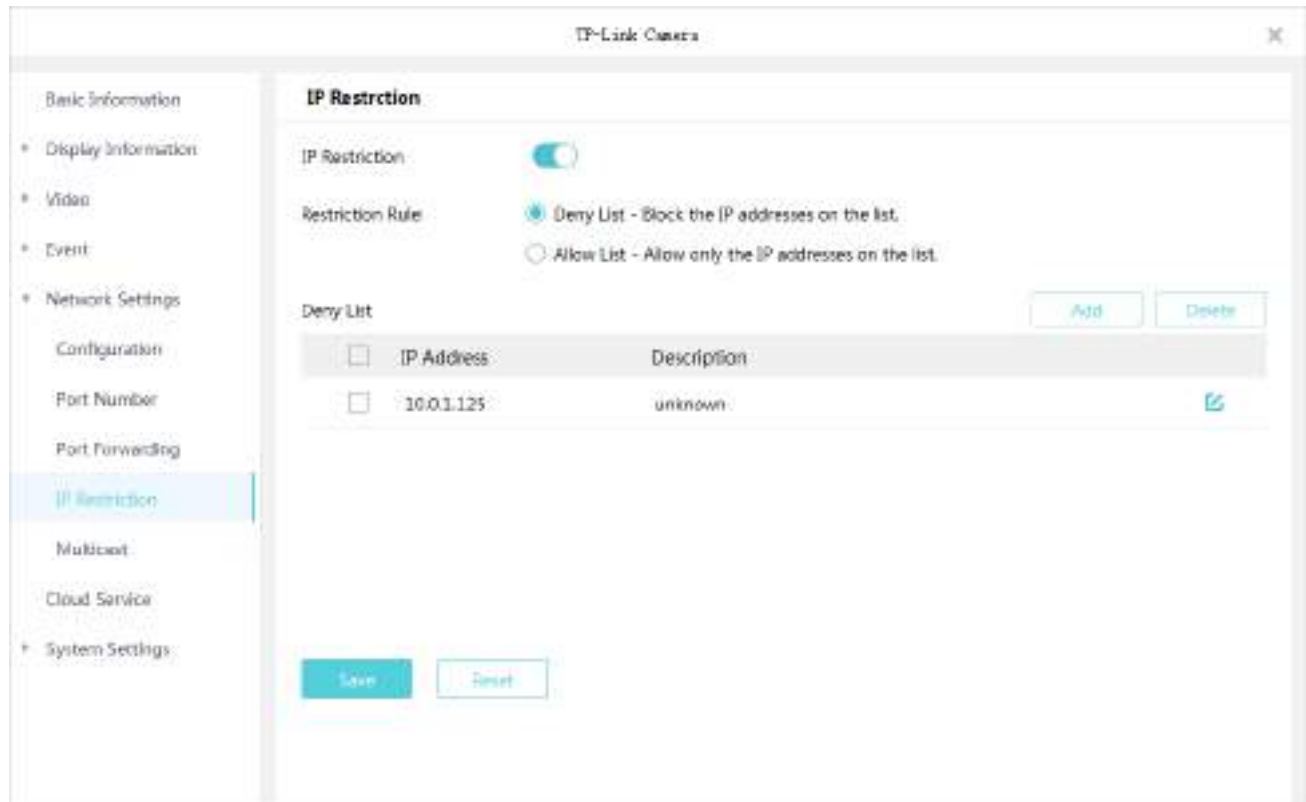 TP-Link Camera
Basic Information
Display Information
Video
Event
Network Settings
Configuration
Port Number
Port Forwarding
IP Restriction
Multicast
Cloud Service
System Settings
IP Restrction
IP Restriction
Restriction Rule
Deny List - Block the IP addresses on the list.
Allow List - Allow only the IP addresses on the list.
Deny List
Add
Delete
IP Address Description
10.0.1.125 unknown
Save
Reset